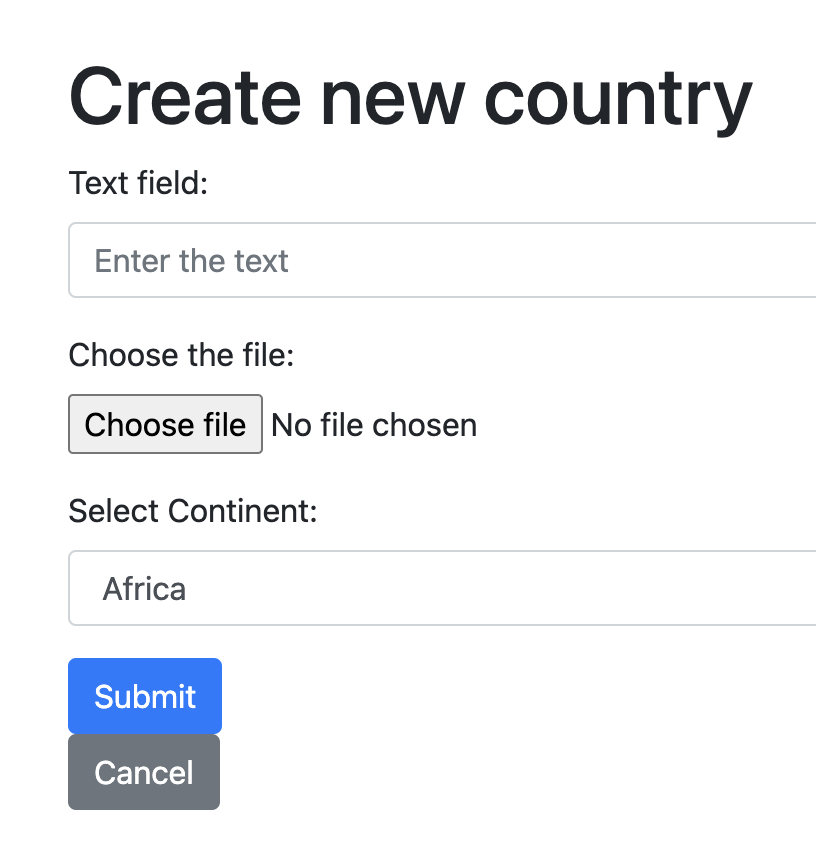 Create new country
Text field:
Enter the text
Choose the file:
Choose file No file chosen
Select Continent:
Africa
Submit
Cancel